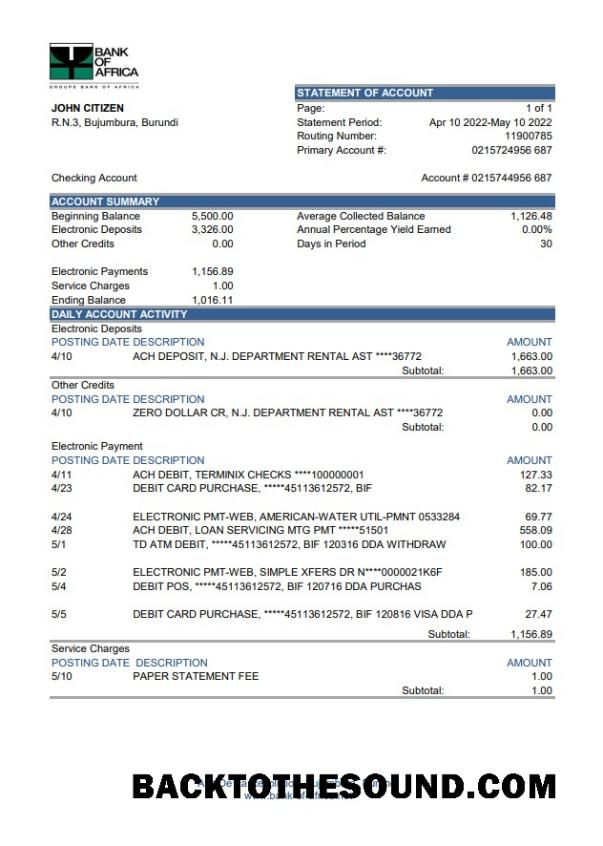 BANK
OF
AFRICA
GROUPE BANK OF AFRICA
STATEMENT OF ACCOUNT
JOHN CITIZEN
R.N.3, Bujumbura, Burundi
Page: 1 of 1
Statement Period: Apr 10 2022-May 10 2022
Routing Number: 11900785
Primary Account #: 0215724956 687
Checking Account Account # 0215744956 687
ACCOUNT SUMMARY
Beginning Balance 5,500.00 Average Collected Balance 1,126.48
Electronic Deposits 3,326.00 Annual Percentage Yield Earned 0.00%
Other Credits 0.00 Days in Period 30
Electronic Payments 1,156.89
Service Charges 1.00
Ending Balance 1,016.11
DAILY ACCOUNT ACTIVITY
Electronic Deposits
POSTING DATE DESCRIPTION AMOUNT
4/10 ACH DEPOSIT, N.J. DEPARTMENT RENTAL AST ****36772 1,663.00
Subtotal: 1,663.00
Other Credits
POSTING DATE DESCRIPTION AMOUNT
4/10 ZERO DOLLAR CR, N.J. DEPARTMENT RENTAL AST ****36772 0.00
Subtotal: 0.00
Electronic Payment
POSTING DATE DESCRIPTION AMOUNT
4/11 ACH DEBIT, TERMINIX CHECKS ****100000001 127.33
4/23 DEBIT CARD PURCHASE, *****45113612572, BIF 82.17
4/24 ELECTRONIC PMT-WEB, AMERICAN-WATER UTIL-PMNT 0533284 69.77
4/28 ACH DEBIT, LOAN SERVICING MTG PMT *****51501 558.09
5/1 TD ATM DEBIT, *****45113612572, BIF 120316 DDA WITHDRAW 100.00
5/2 ELECTRONIC PMT-WEB, SIMPLE XFERS DR N****0000021K6F 185.00
5/4 DEBIT POS, *****45113612572, BIF 120716 DDA PURCHAS 7.06
5/5 DEBIT CARD PURCHASE, *****45113612572, BIF 120816 VISA DDA P 27.47
Subtotal: 1,156.89
Service Charges
POSTING DATE DESCRIPTION AMOUNT
5/10 PAPER STATEMENT FEE 1.00
Subtotal: 1.00
BACKTOTHESOUND.COM